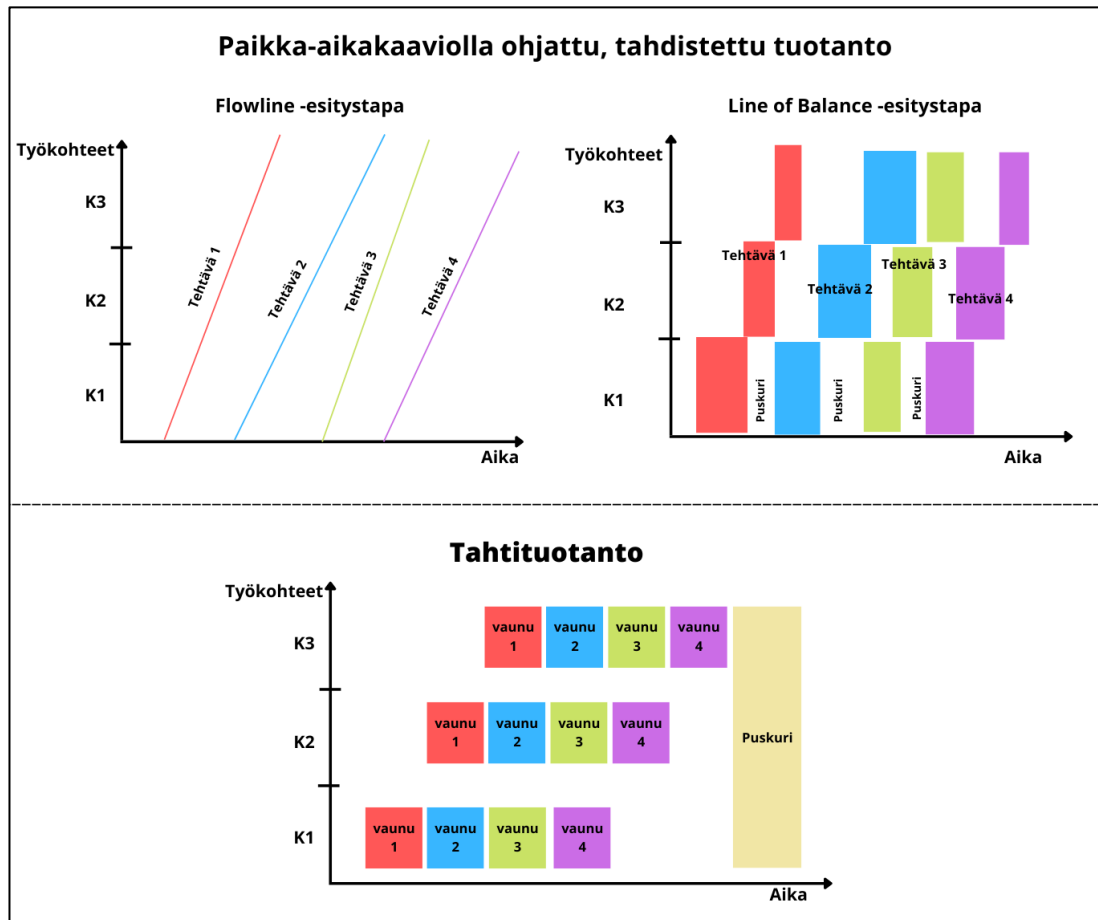 Paikka-aikakaaviolla ohjattu, tahdistettu tuotanto
Flowline -esitystapa
Työkohteet
K3
K2
K1
Tehtävä 1
Tehtävä 2
Tehtävä 3
Tehtävä 4
Aika
Line of Balance -esitystapa
Työkohteet
K3
K2
K1
Tehtävä 1
Tehtävä 2
Tehtävä 3
Tehtävä 4
Puskuri
Puskuri
Puskuri
Aika
Tahtituotanto
Työkohteet
K3
vaunu
1
vaunu
2
vaunu
3
vaunu
4
K2
vaunu
1
vaunu
2
vaunu
3
vaunu
4
Puskuri
K1
vaunu
1
vaunu
2
vaunu
3
vaunu
4
Aika